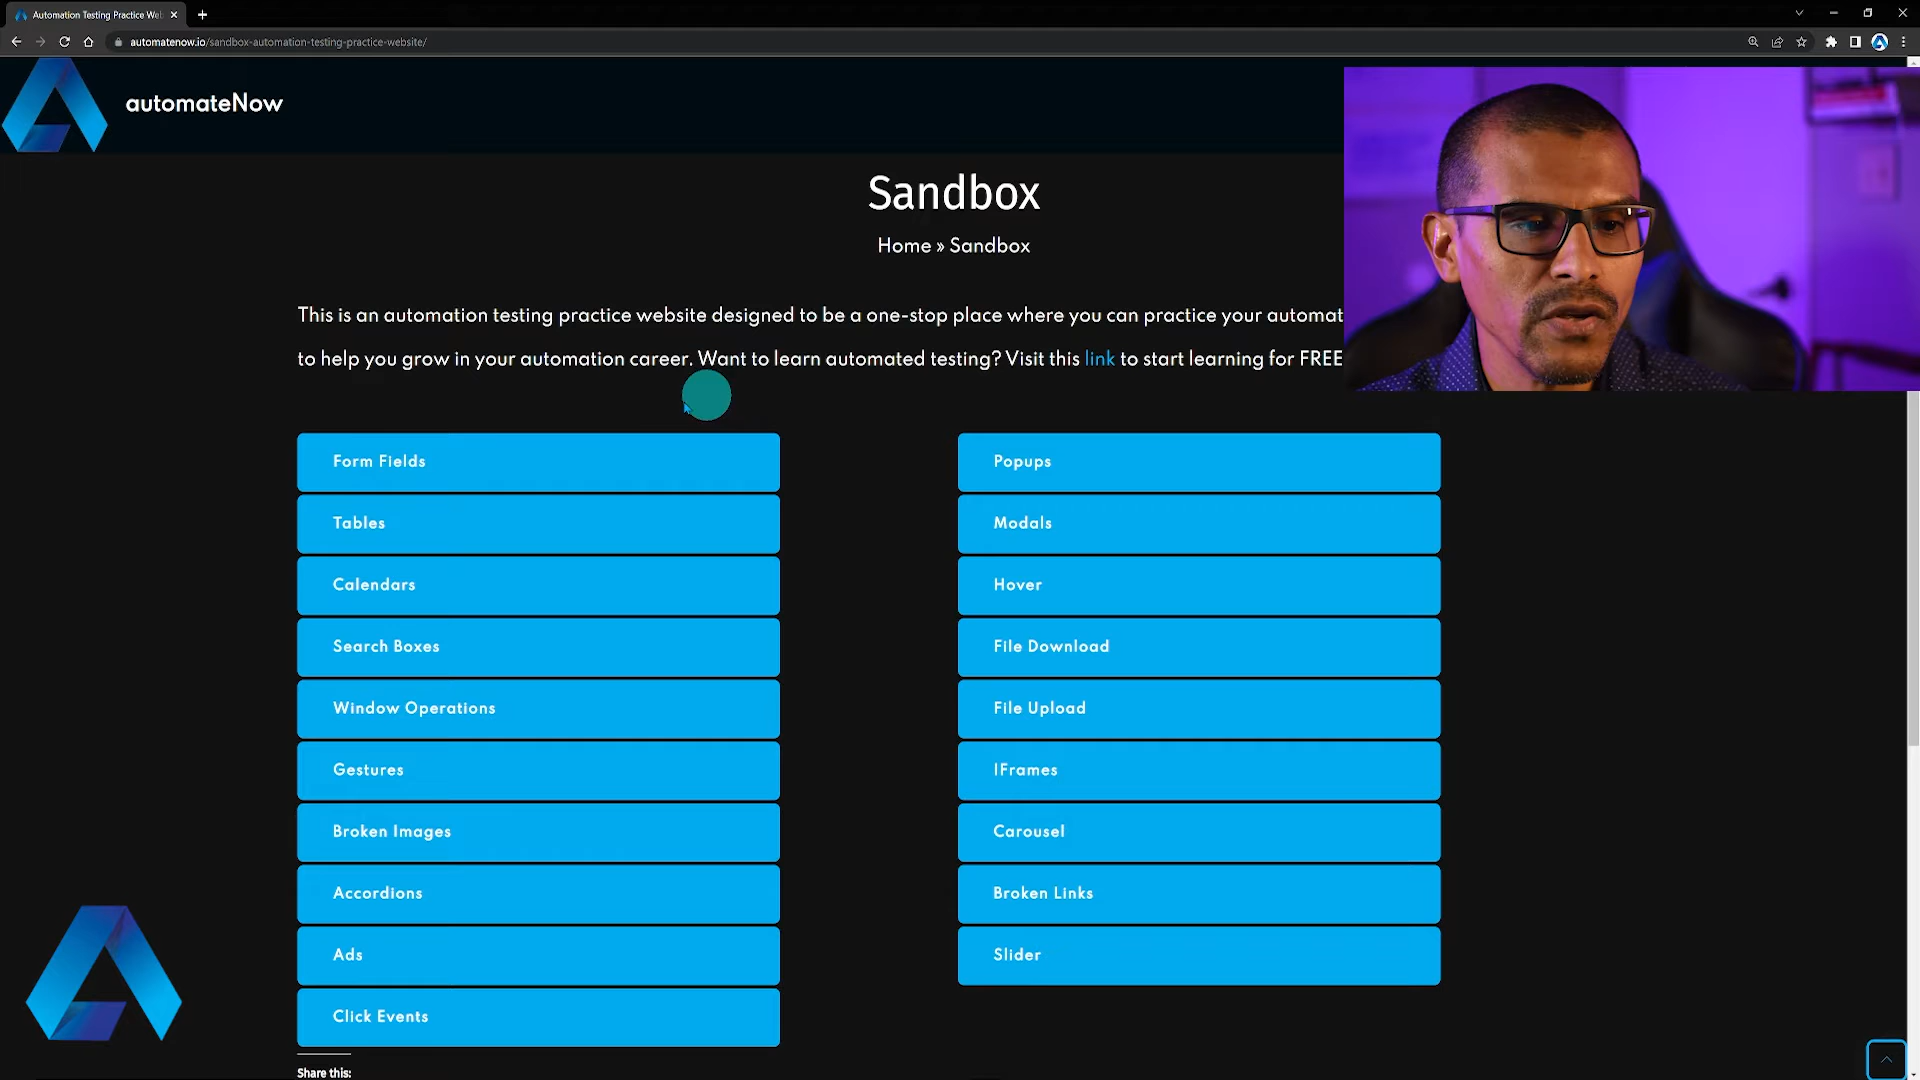 Automation Testing Practice Web
automatenow.io/sandbox-automation-testing-practice-website/
automateNow
Sandbox
Home » Sandbox
This is an automation testing practice website designed to be a one-stop place where you can practice your automat
to help you grow in your automation career. Want to learn automated testing? Visit this link to start learning for FREE
Form Fields
Tables
Calendars
Search Boxes
Window Operations
Gestures
Broken Images
Accordions
Ads
Click Events
Popups
Modals
Hover
File Download
File Upload
IFrames
Carousel
Broken Links
Slider
Share this: